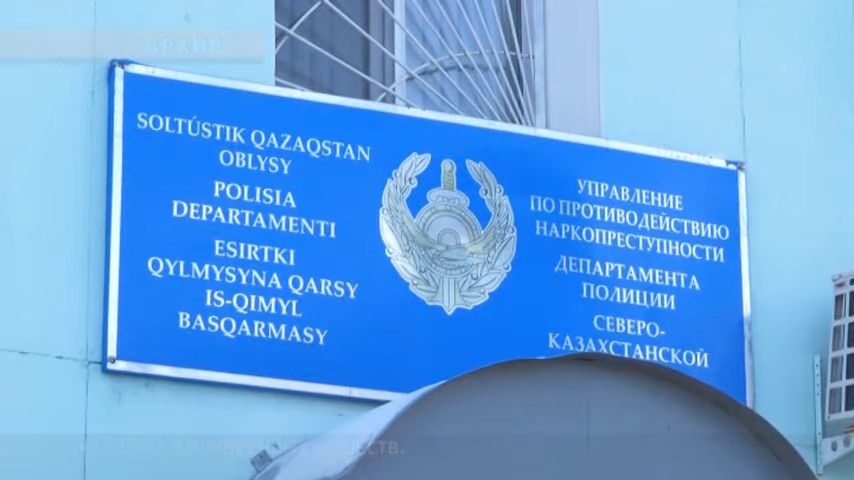 АРХИВ
SOLTÚSTIK QAZAQSTAN
OBLYSY
POLISIA
DEPARTAMENTI
ESIRTKI
QYLMYSYNA QARSY
IS-QIMYL
BASQARMASY
УПРАВЛЕНИЕ
ПО ПРОТИВОДЕЙСТВИЮ
НАРКОПРЕСТУПНОСТИ
ДЕПАРТАМЕНТА
ПОЛИЦИИ
СЕВЕРО-
КАЗАХСТАНСКОЙ